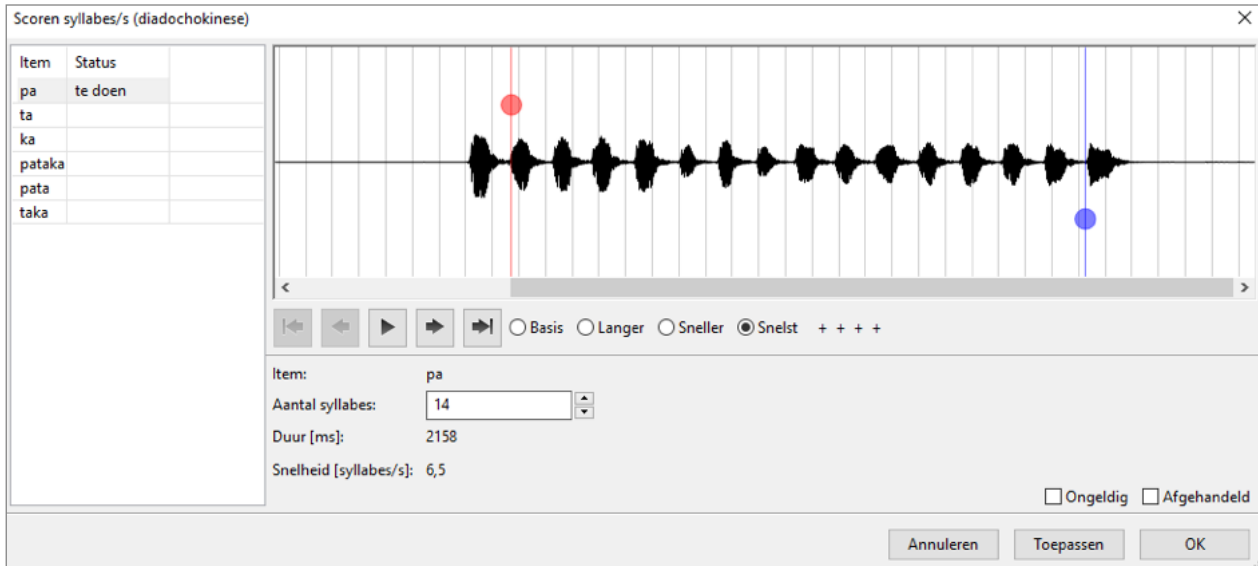 Scoren syllabes/s (diadochokinese)
Item Status
pa te doen
ta
ka
pataka
pata
taka
Basis Langer Sneller Snelst + + + +
Item: pa
Aantal syllabes: 14
Duur [ms]: 2158
Snelheid [syllabes/s]: 6,5
Ongeldig Afgehandeld
Annuleren Toepassen OK